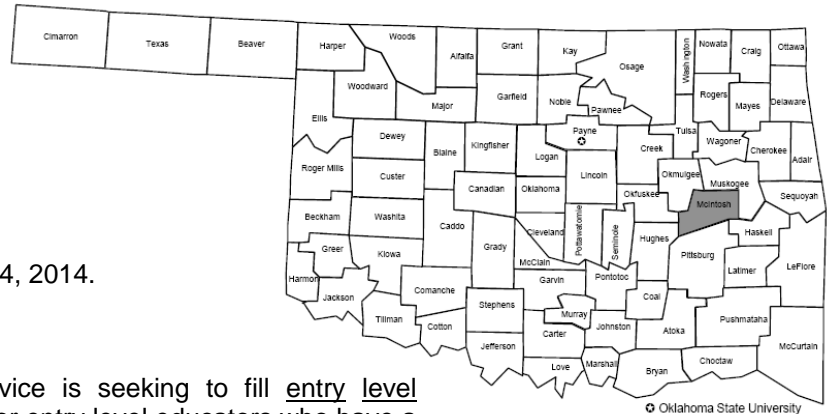 Cimarron Texas Beaver Harper Woods Alfalfa Grant Kay Osage Washington Nowata Craig Ottawa
Woodward Major Garfield Noble Pawnee Rogers Mayes Delaware
Ellis Dewey Blaine Kingfisher Logan Payne Creek Tulsa Wagoner Cherokee Adair
Roger Mills Custer Canadian Oklahoma Lincoln Okfuskee Okmulgee Muskogee Sequoyah
Beckham Washita Caddo Grady Cleveland Pottawatomie Seminole Hughes McIntosh Haskell
Greer Kiowa McClain Pittsburg Latimer LeFlore
Harmon Jackson Comanche Garvin Pontotoc Coal
Tillman Cotton Stephens Murray Johnston Atoka Pushmataha
Jefferson Carter Love Marshall Bryan Choctaw McCurtain
Oklahoma State University
4, 2014.
vice is seeking to fill entry level
or entry level educators who have a